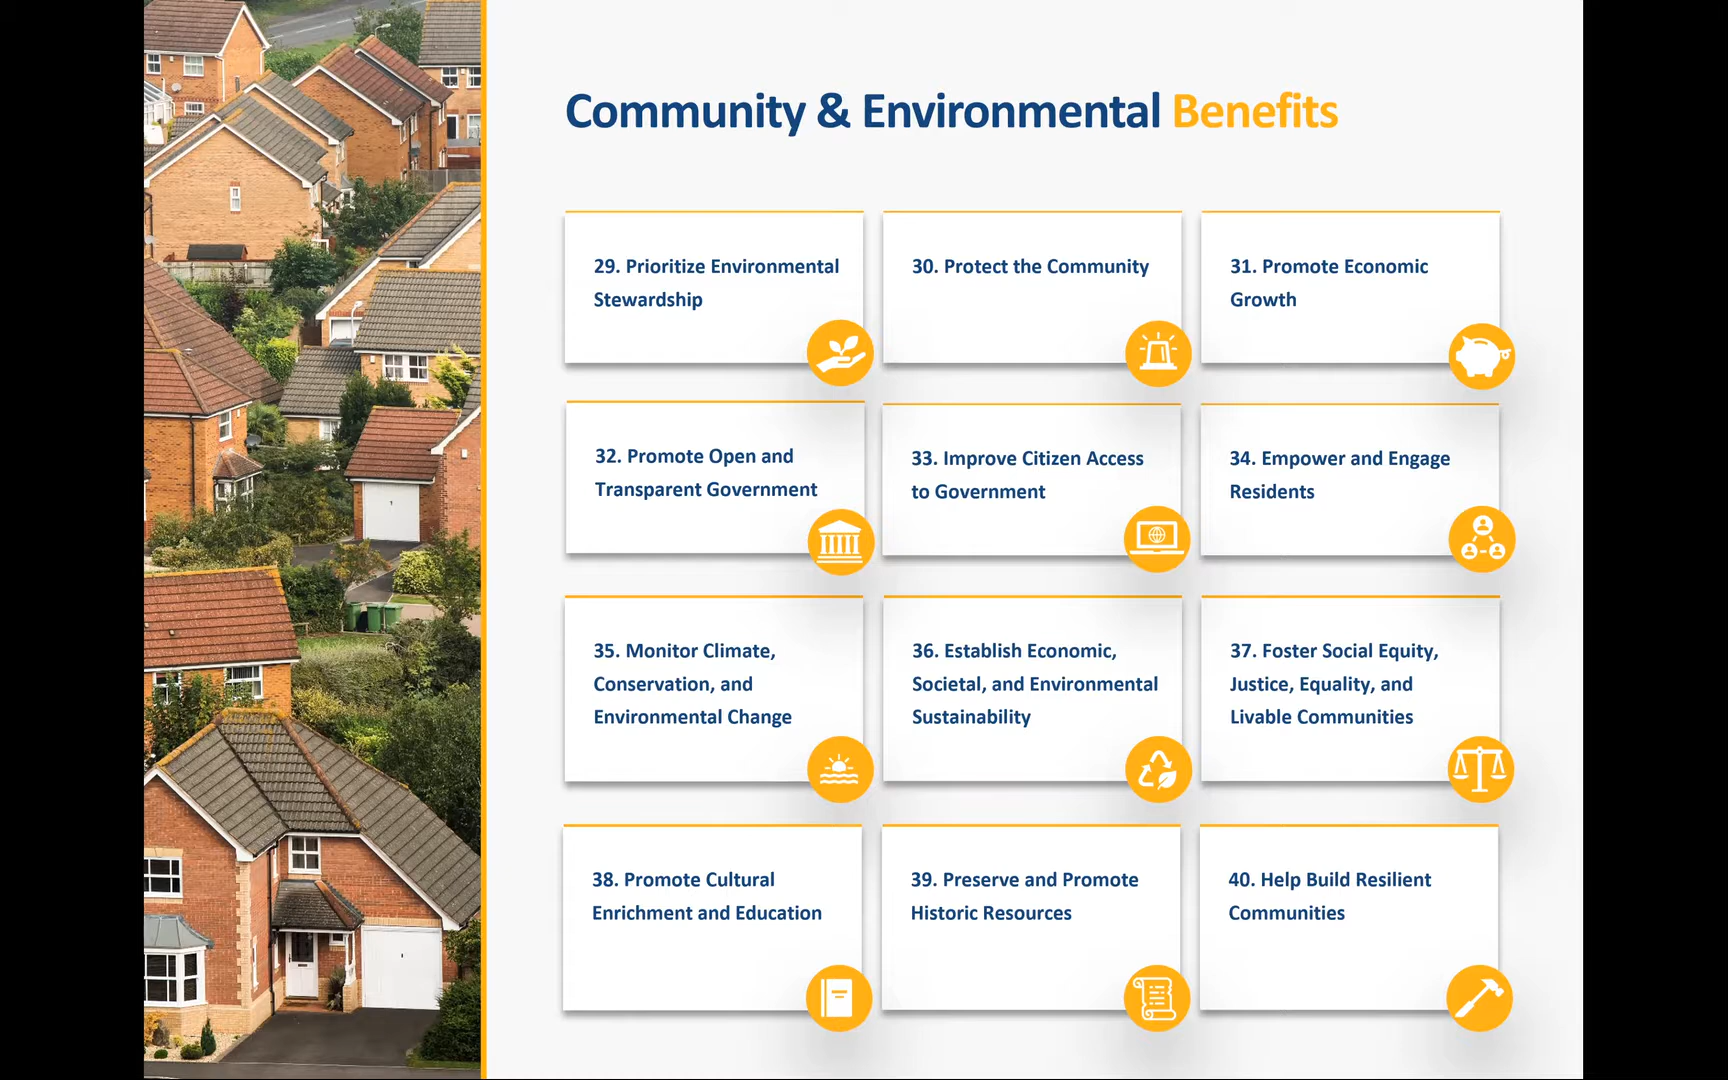 Community & Environmental Benefits
29. Prioritize Environmental
Stewardship
30. Protect the Community
31. Promote Economic
Growth
32. Promote Open and
Transparent Government
33. Improve Citizen Access
to Government
34. Empower and Engage
Residents
35. Monitor Climate,
Conservation, and
Environmental Change
36. Establish Economic,
Societal, and Environmental
Sustainability
37. Foster Social Equity,
Justice, Equality, and
Livable Communities
38. Promote Cultural
Enrichment and Education
39. Preserve and Promote
Historic Resources
40. Help Build Resilient
Communities